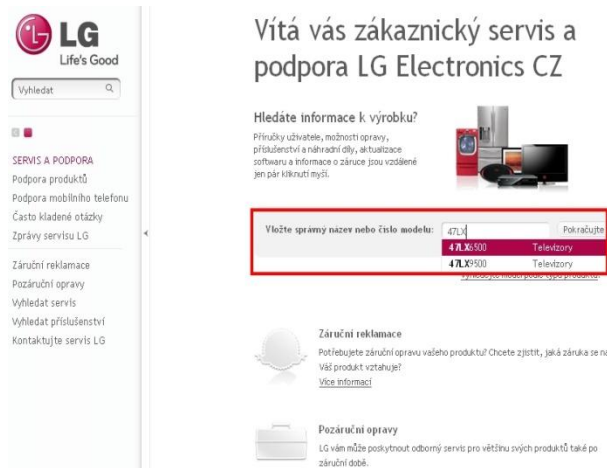 LG
Life's Good
Vyhledat
SERVIS A PODPORA
Podpora produktů
Podpora mobilního telefonu
Často kladené otázky
Zprávy servisu LG
Záruční reklamace
Pozáruční opravy
Vyhledat servis
Vyhledat příslušenství
Kontaktujte servis LG
Vítá vás zákaznický servis a
podpora LG Electronics CZ
Hledáte informace k výrobku?
Příručky uživatele, možnosti opravy,
příslušenství a náhradní díly, aktualizace
softwaru a informace o záruce jsou vzdálené
jen pár kliknutí myší.
Vložte správný název nebo číslo modelu: 47LX Pokračujte
47LX6500 Televizory
47LX9500 Televizory
Vyhledejte model podle typu produktu?
Záruční reklamace
Potřebujete záruční opravu vašeho produktu? Chcete zjistit, jaká záruka se na
Váš produkt vztahuje?
Více informací
Pozáruční opravy
LG vám může poskytnout odborný servis pro většinu svých produktů také po
záruční době.